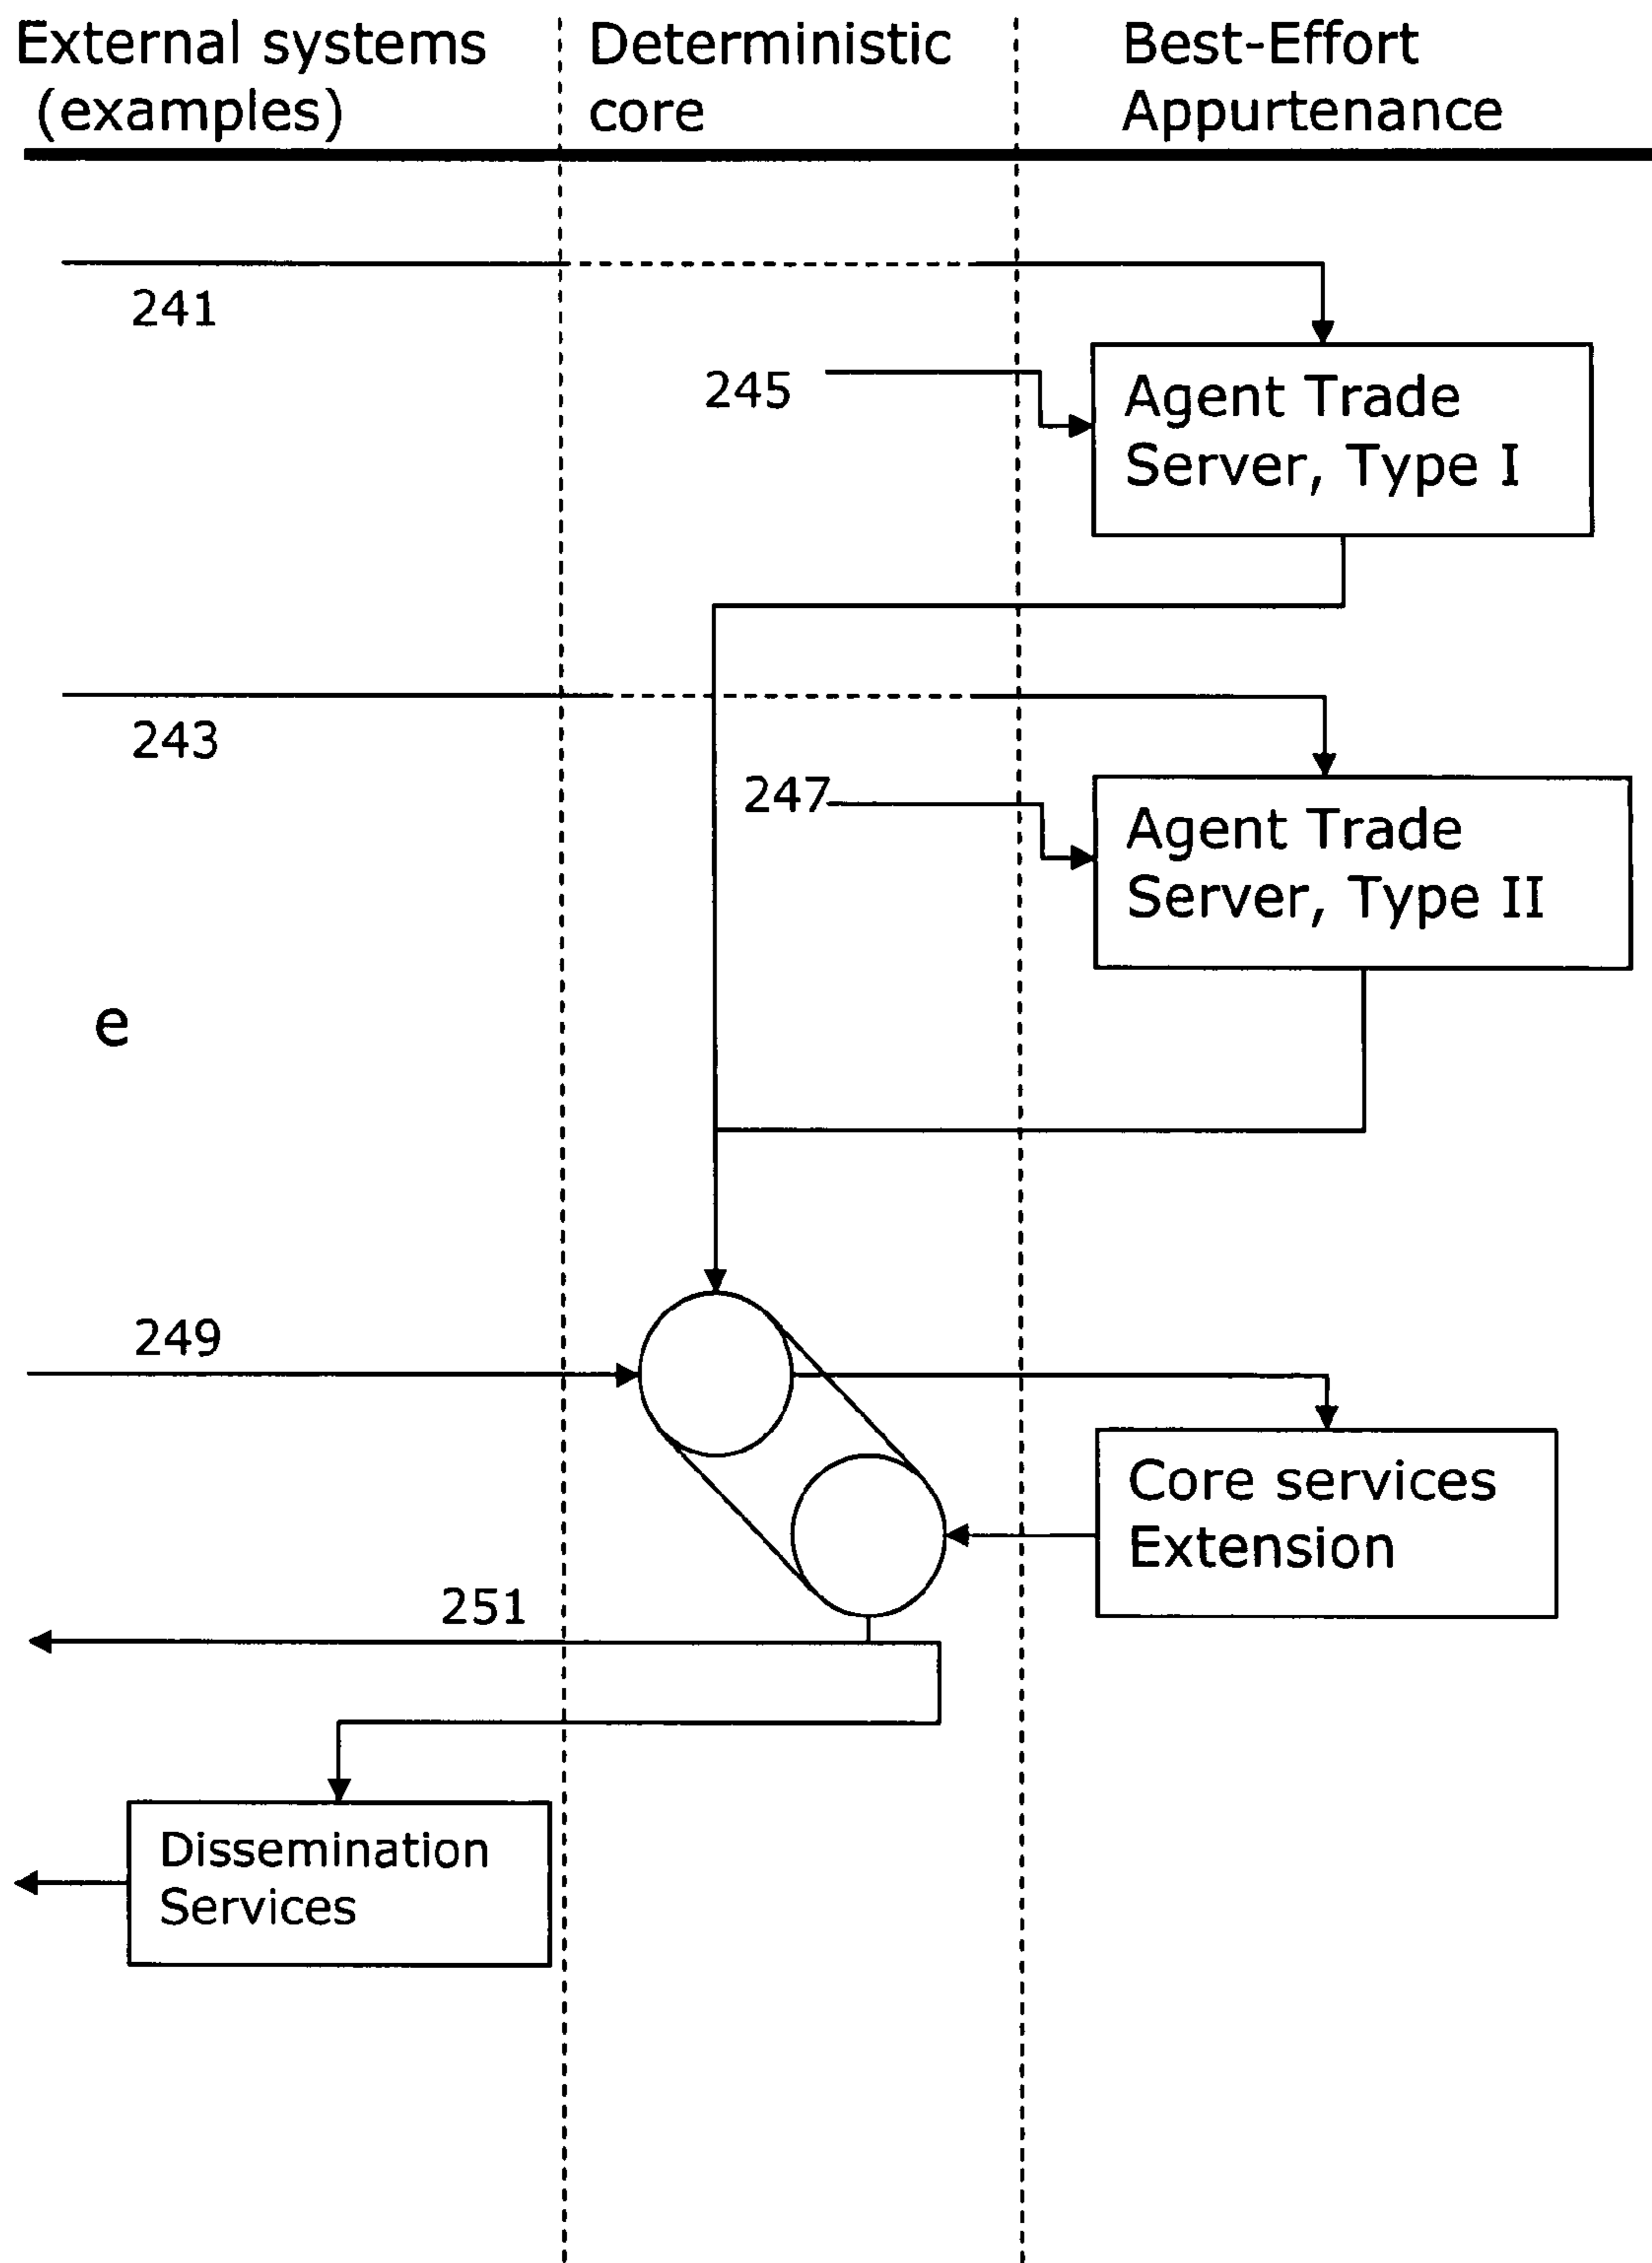 External systems
(examples)
Deterministic
core
Best-Effort
Appurtenance
241
245
Agent Trade
Server, Type I
243
247
Agent Trade
Server, Type II
e
249
Core services
Extension
251
Dissemination
Services